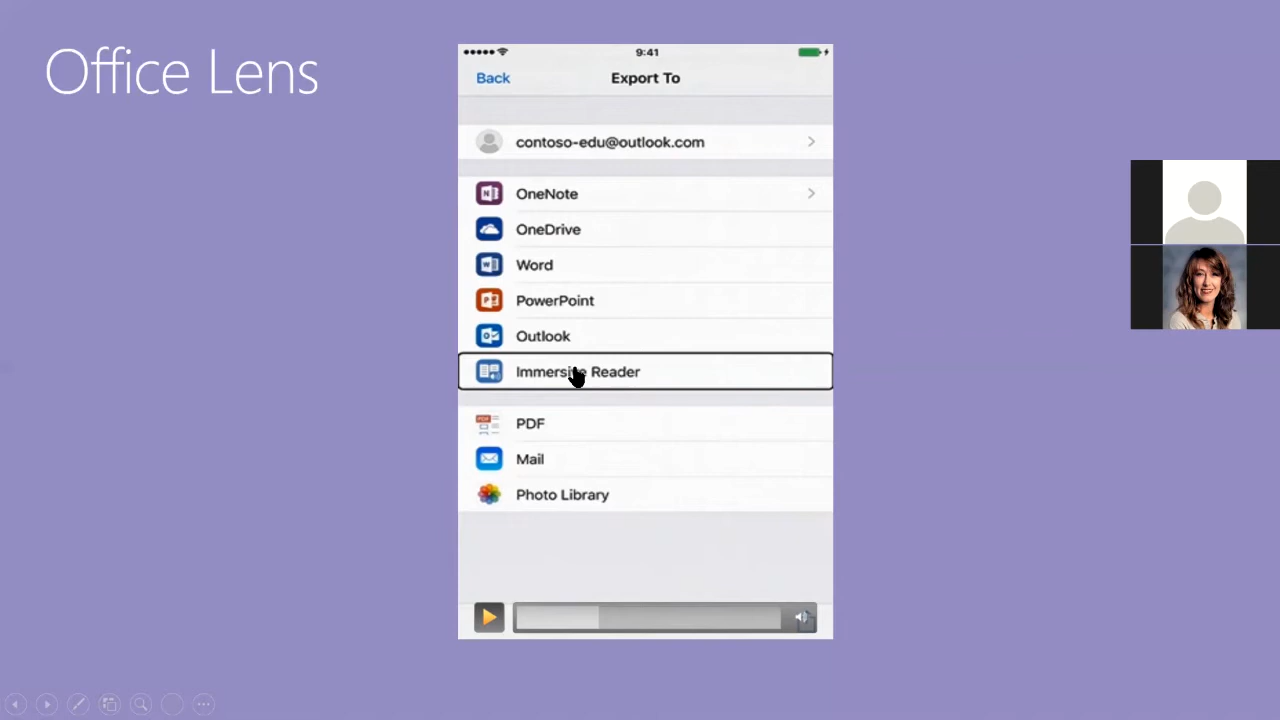 Office Lens
9:41
Back
Export To
contoso-edu@outlook.com
OneNote
OneDrive
Word
PowerPoint
Outlook
Immersive Reader
PDF
Mail
Photo Library